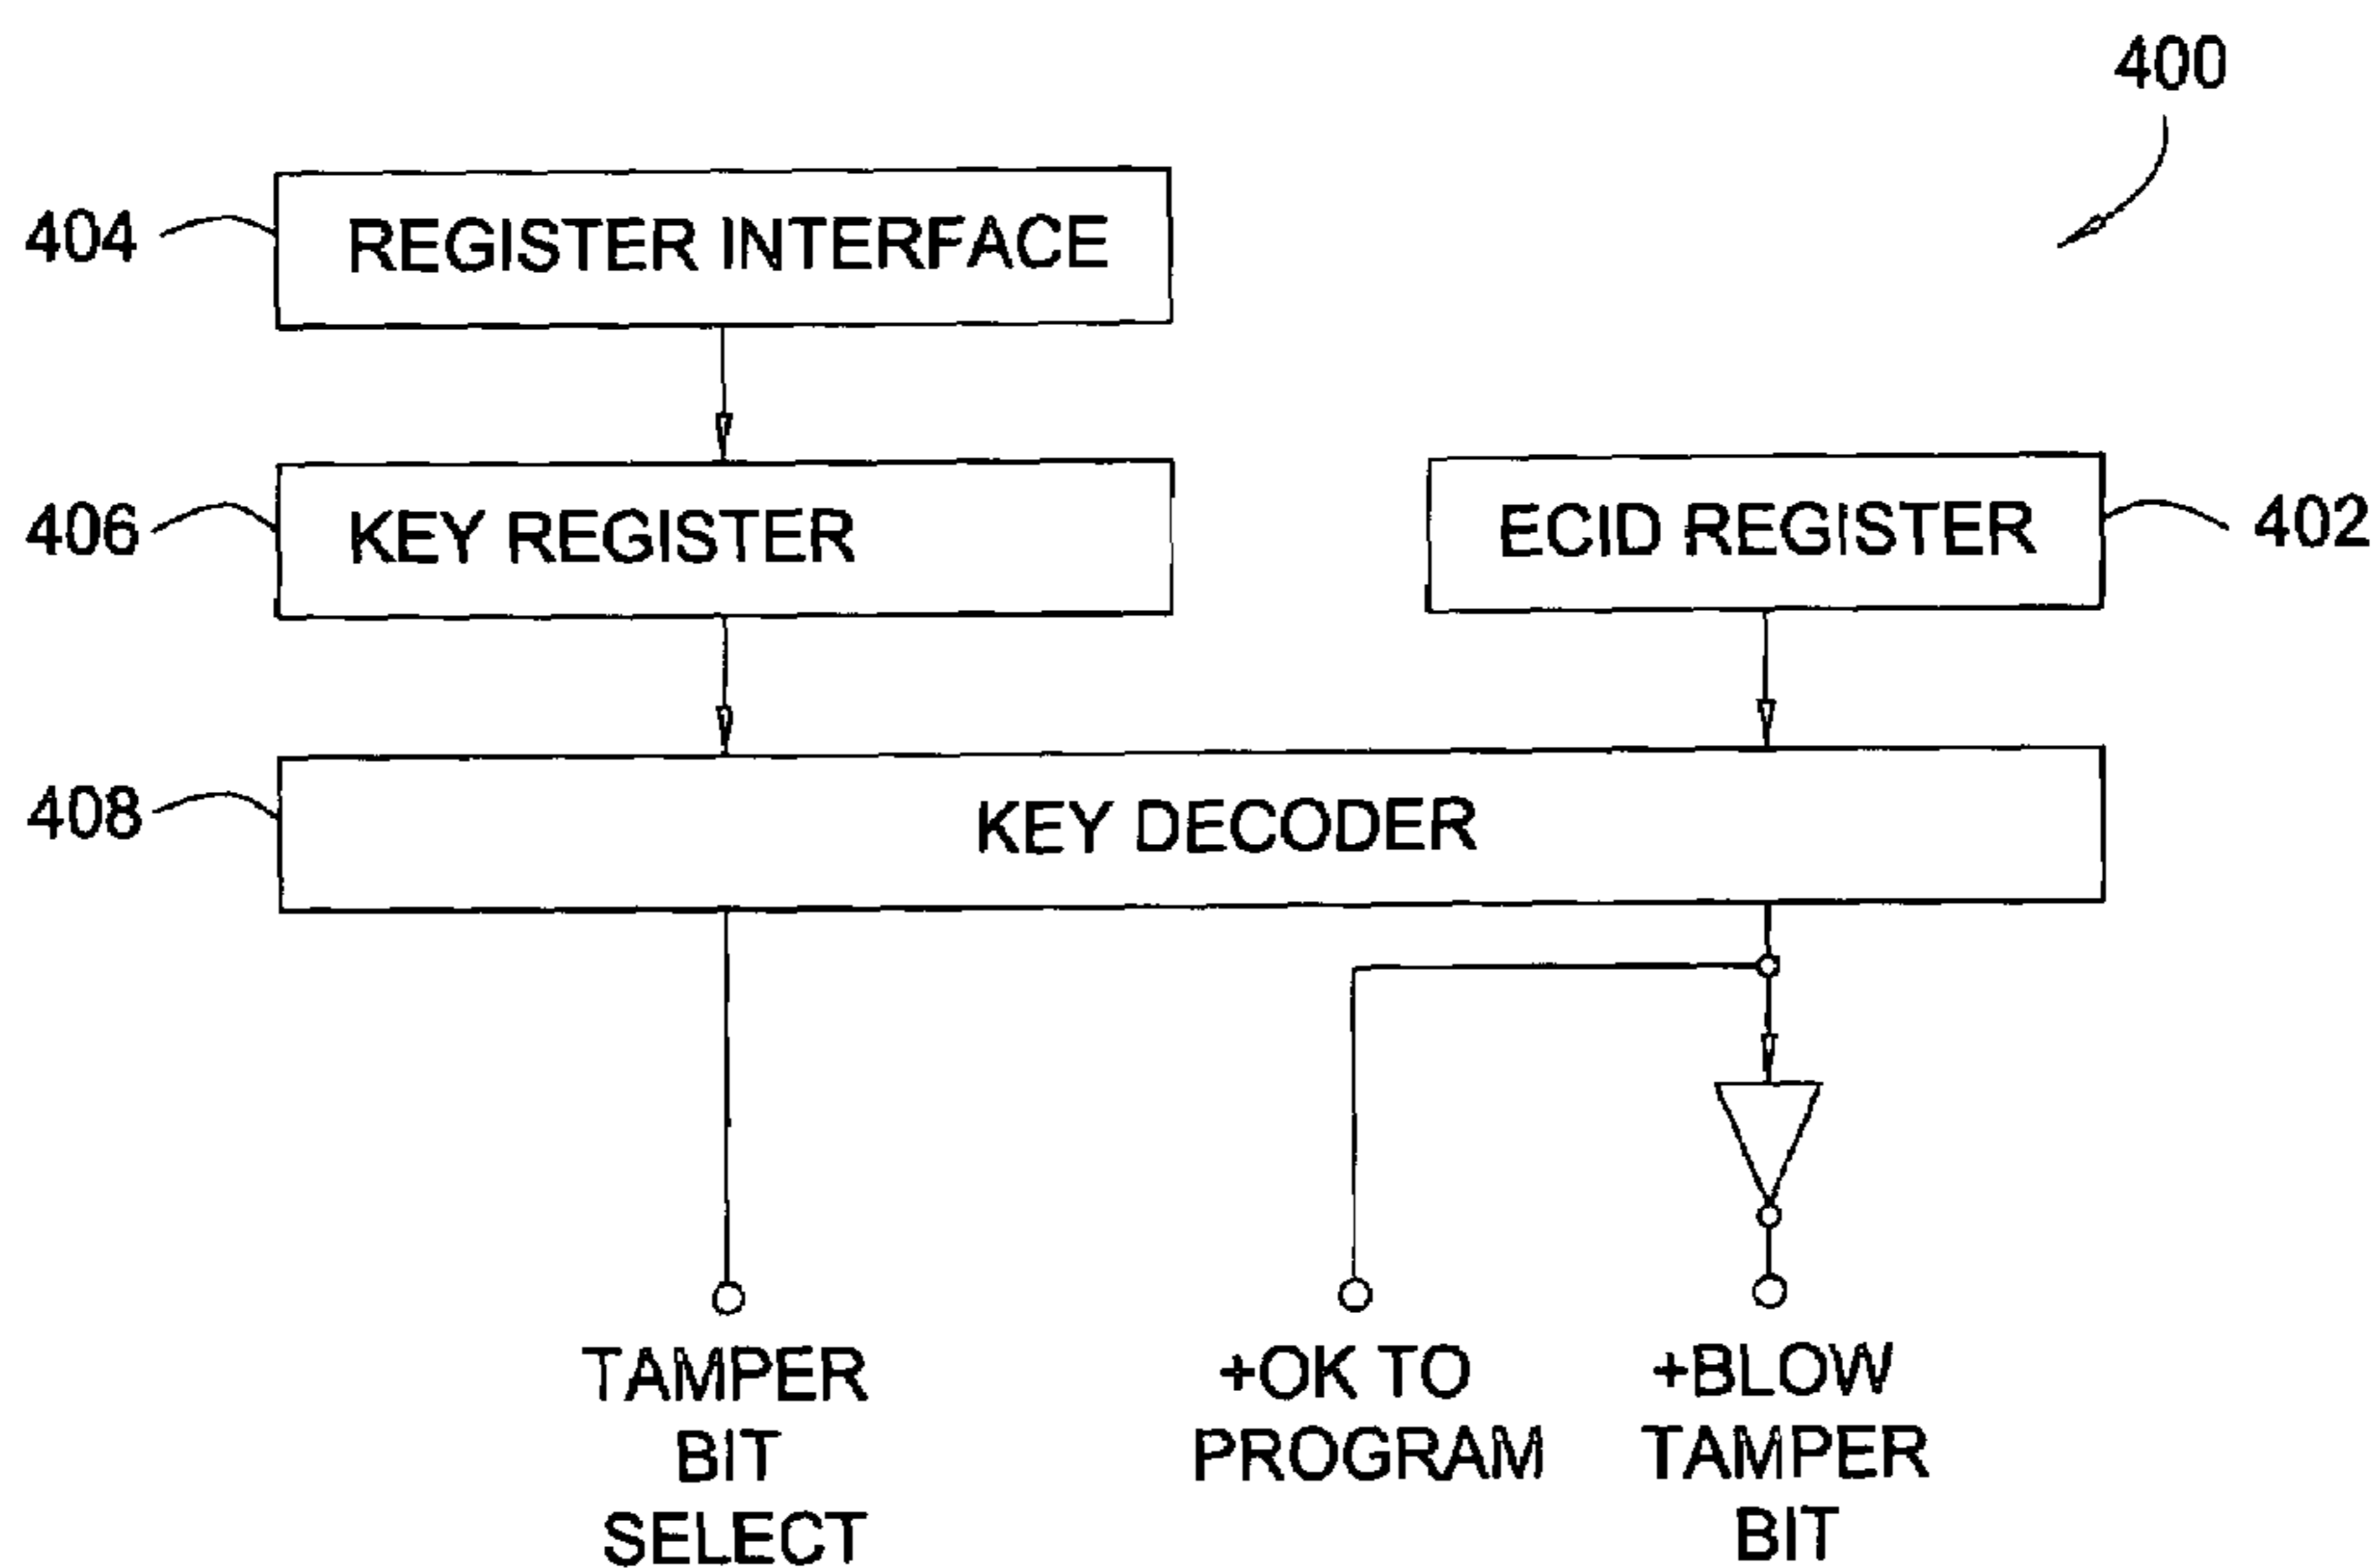 400
404
REGISTER INTERFACE
406
KEY REGISTER
ECID REGISTER
402
408
KEY DECODER
TAMPER
BIT
SELECT
+OK TO
PROGRAM
+BLOW
TAMPER
BIT